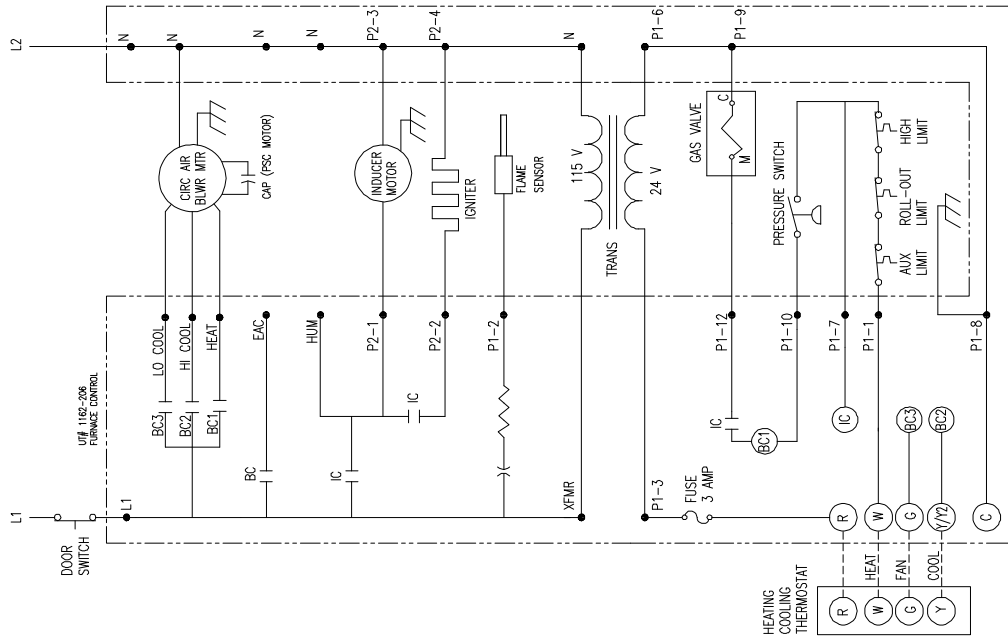 L1
L2
DOOR
SWITCH
UT# 1162-206
FURNACE CONTROL
L1
N
BC3
LO COOL
BC2
HI COOL
BC1
HEAT
CIRC AIR
BLWR MTR
CAP (PSC MOTOR)
N
BC
EAC
N
HUM
N
IC
P2-1
INDUCER
MOTOR
P2-3
IC
P2-2
IGNITER
P2-4
P1-2
FLAME
SENSOR
XFMR
115 V
N
TRANS
24 V
P1-3
P1-6
FUSE
3 AMP
IC
P1-12
GAS VALVE
M
C
P1-9
BC1
P1-10
PRESSURE SWITCH
R
R
IC
P1-7
HEATING
COOLING
THERMOSTAT
W
HEAT
W
P1-1
AUX
LIMIT
ROLL-OUT
LIMIT
HIGH
LIMIT
G
FAN
G
BC3
Y
COOL
Y/Y2
BC2
C
P1-8